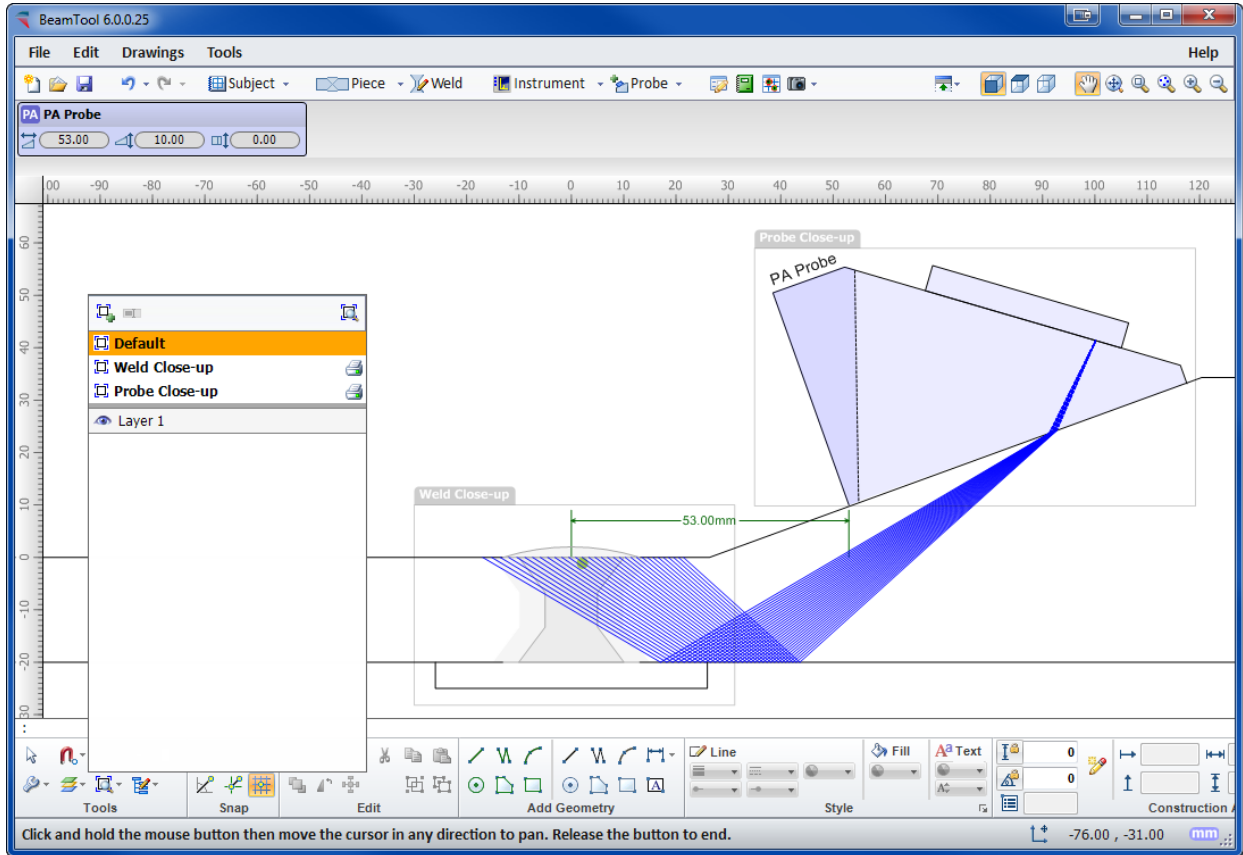 BeamTool 6.0.0.25
File Edit Drawings Tools Help
Subject Piece Weld Instrument Probe
PA PA Probe
53.00 10.00 0.00
00 -90 -80 -70 -60 -50 -40 -30 -20 -10 0 10 20 30 40 50 60 70 80 90 100 110 120
60
50
40
30
20
10
0
-10
-20
30
Probe Close-up
PA Probe
Default
Weld Close-up
Probe Close-up
Layer 1
Weld Close-up
53.00mm
:
Line Fill Aa Text 0
A 0
Tools Snap Edit Add Geometry Style Construction
Click and hold the mouse button then move the cursor in any direction to pan. Release the button to end. -76.00 , -31.00 mm